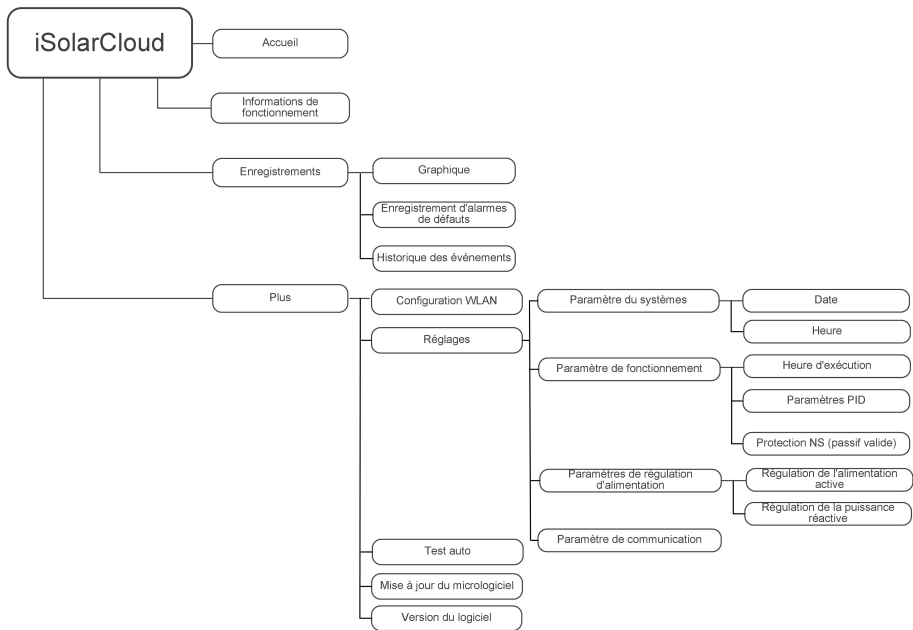 iSolarCloud
Accueil
Informations de
fonctionnement
Enregistrements
Graphique
Enregistrement d'alarmes
de défauts
Historique des événements
Plus
Configuration WLAN
Réglages
Paramètre du systèmes
Date
Heure
Paramètre de fonctionnement
Heure d'exécution
Paramètres PID
Protection NS (passif valide)
Paramètres de régulation
d'alimentation
Régulation de l'alimentation
active
Régulation de la puissance
réactive
Paramètre de communication
Test auto
Mise à jour du micrologiciel
Version du logiciel